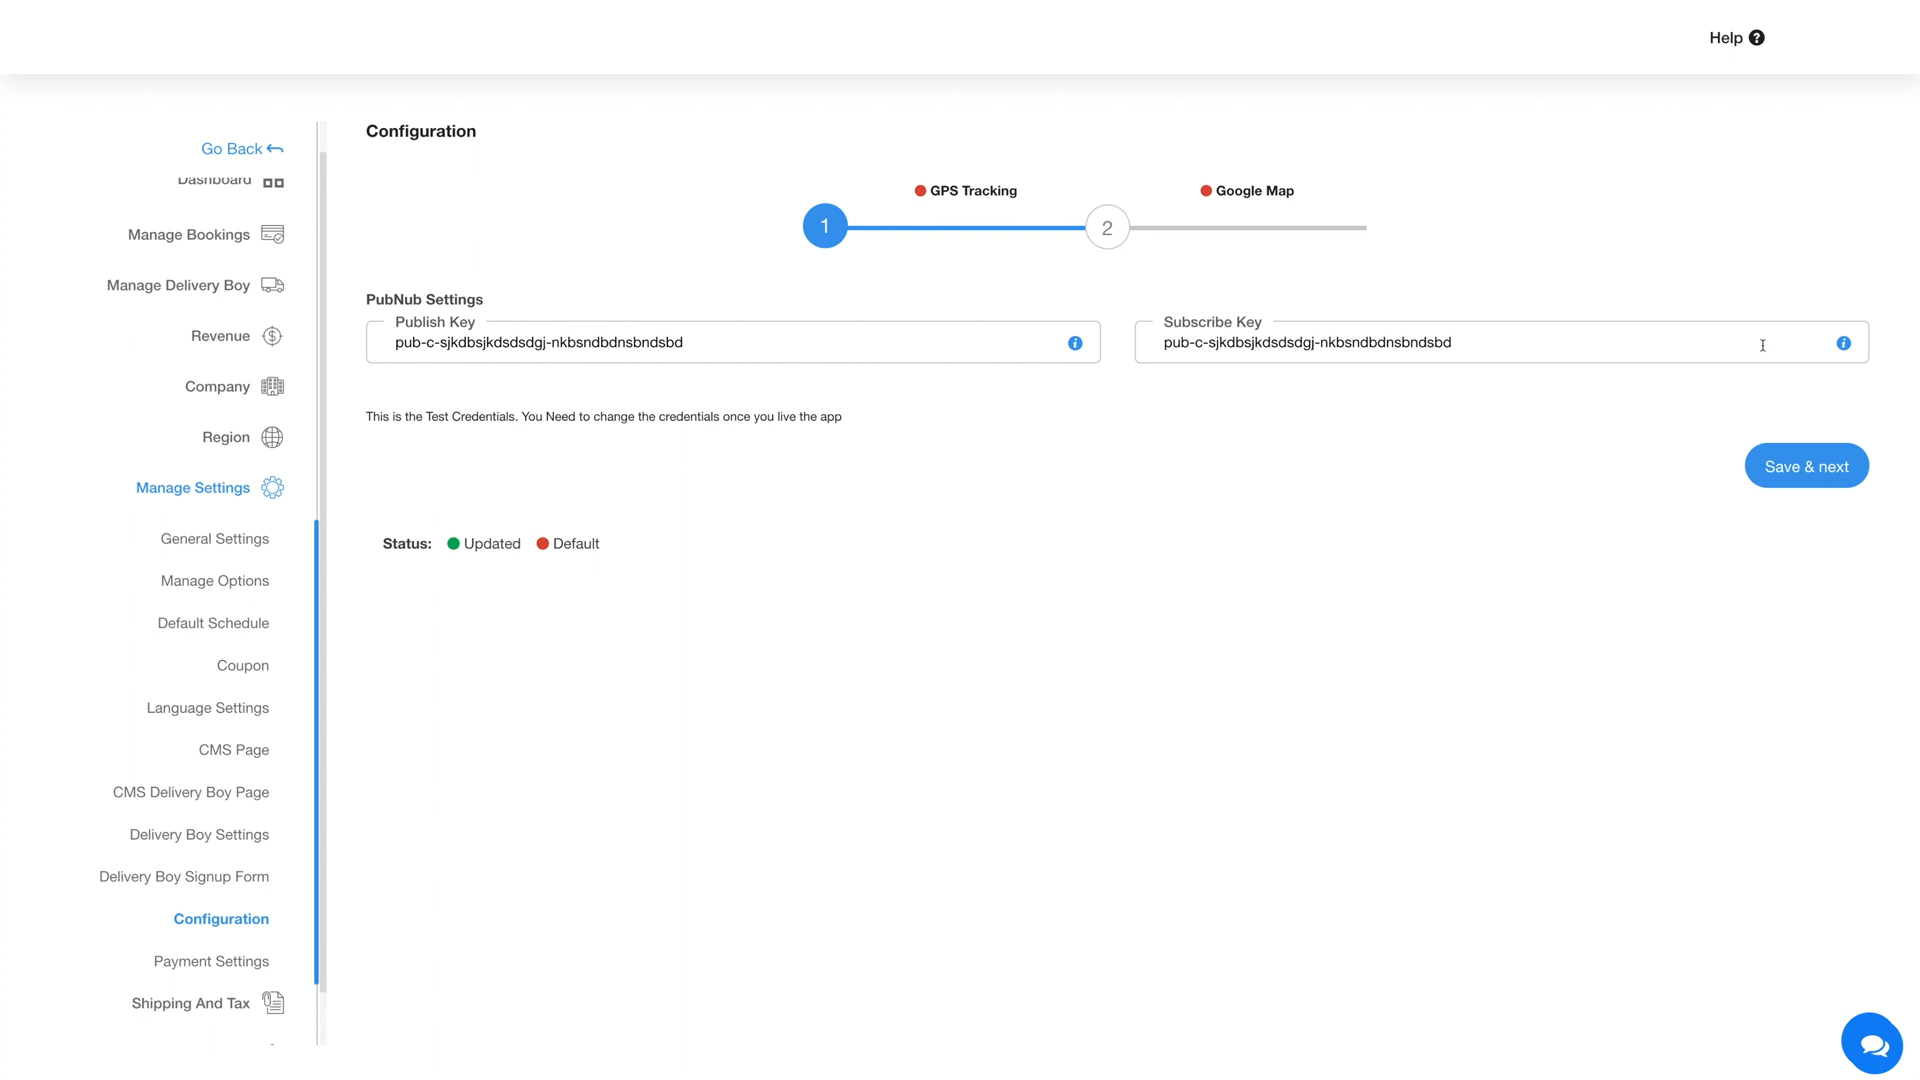 Help
Go Back
Dashboard
Manage Bookings
Manage Delivery Boy
Revenue
Company
Region
Manage Settings
General Settings
Manage Options
Default Schedule
Coupon
Language Settings
CMS Page
CMS Delivery Boy Page
Delivery Boy Settings
Delivery Boy Signup Form
Configuration
Payment Settings
Shipping And Tax
Configuration
GPS Tracking
Google Map
1
2
PubNub Settings
Publish Key
pub-c-sjkdbsjkdsdsdgj-nkbsndbdnsbndsbd
Subscribe Key
pub-c-sjkdbsjkdsdsdgj-nkbsndbdnsbndsbd
This is the Test Credentials. You Need to change the credentials once you live the app
Save & next
Status: Updated Default